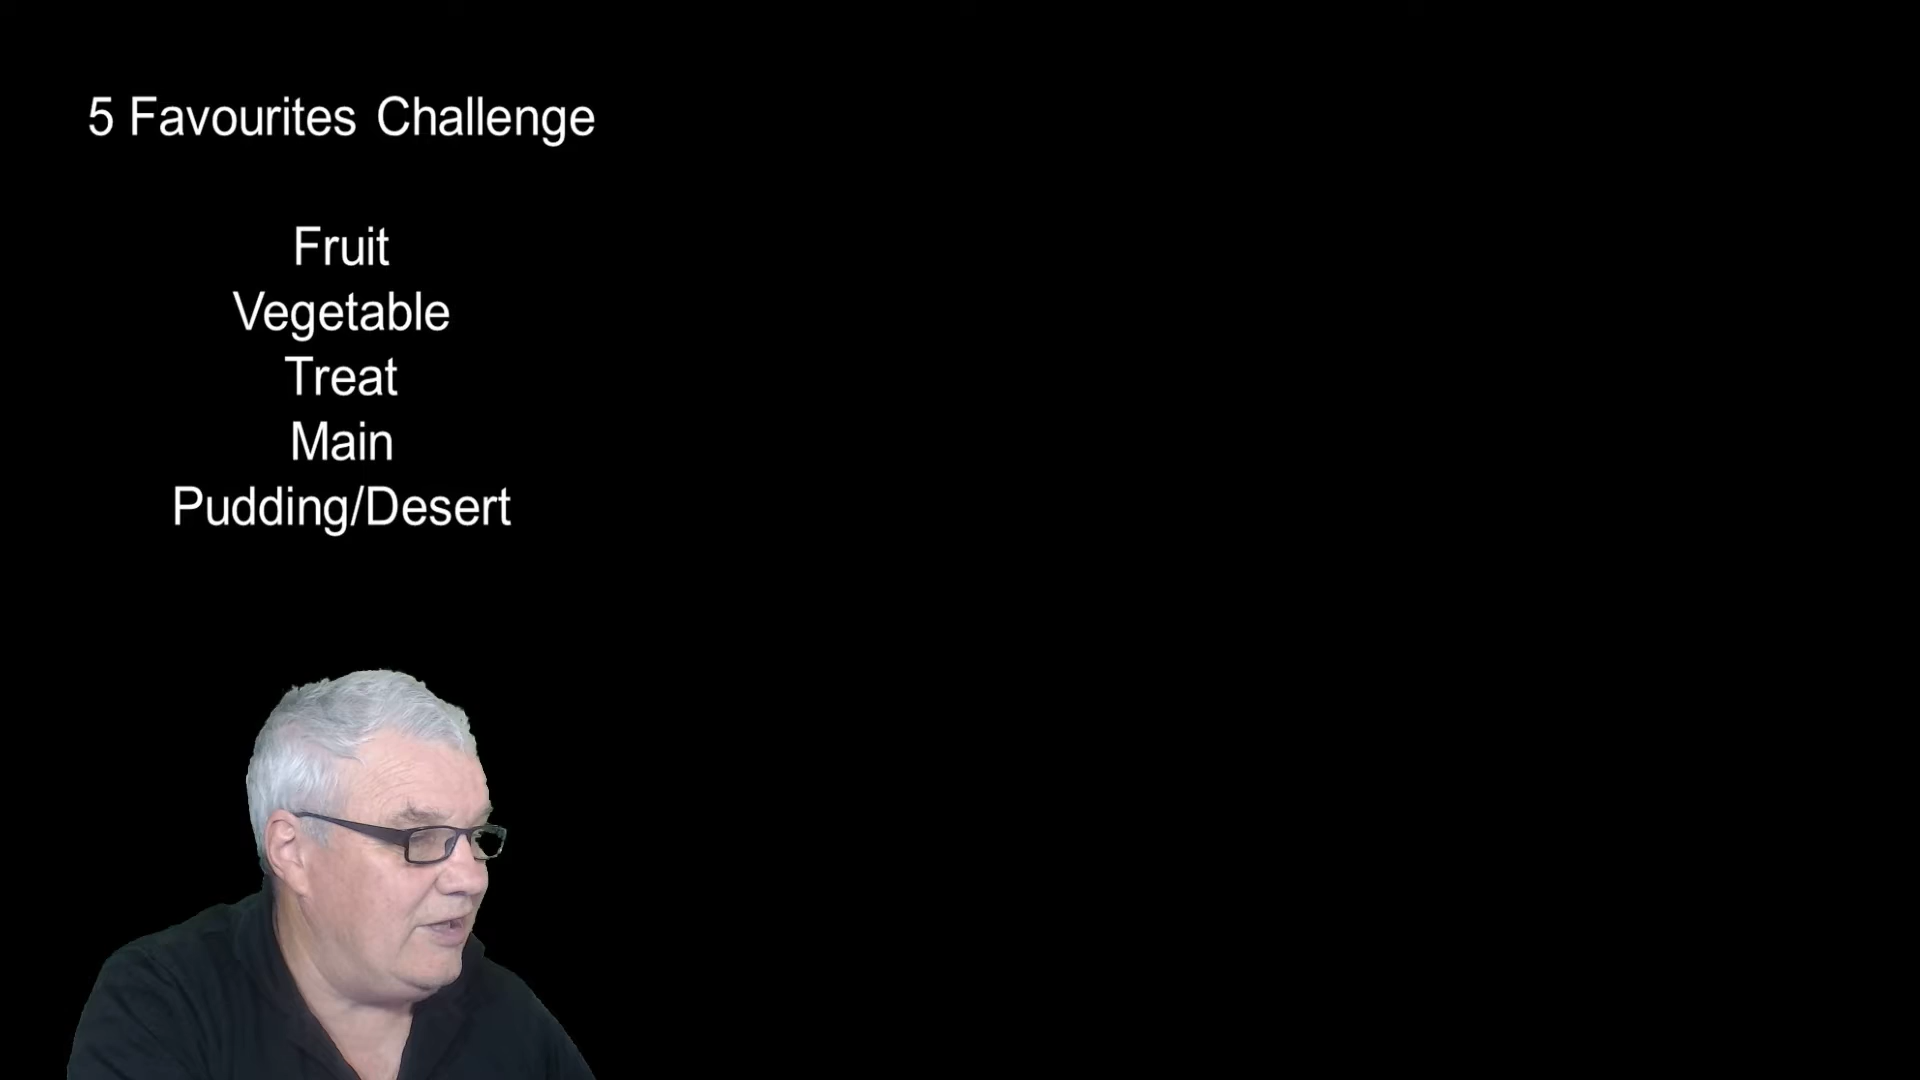 5 Favourites Challenge
Fruit
Vegetable
Treat
Main
Pudding/Desert